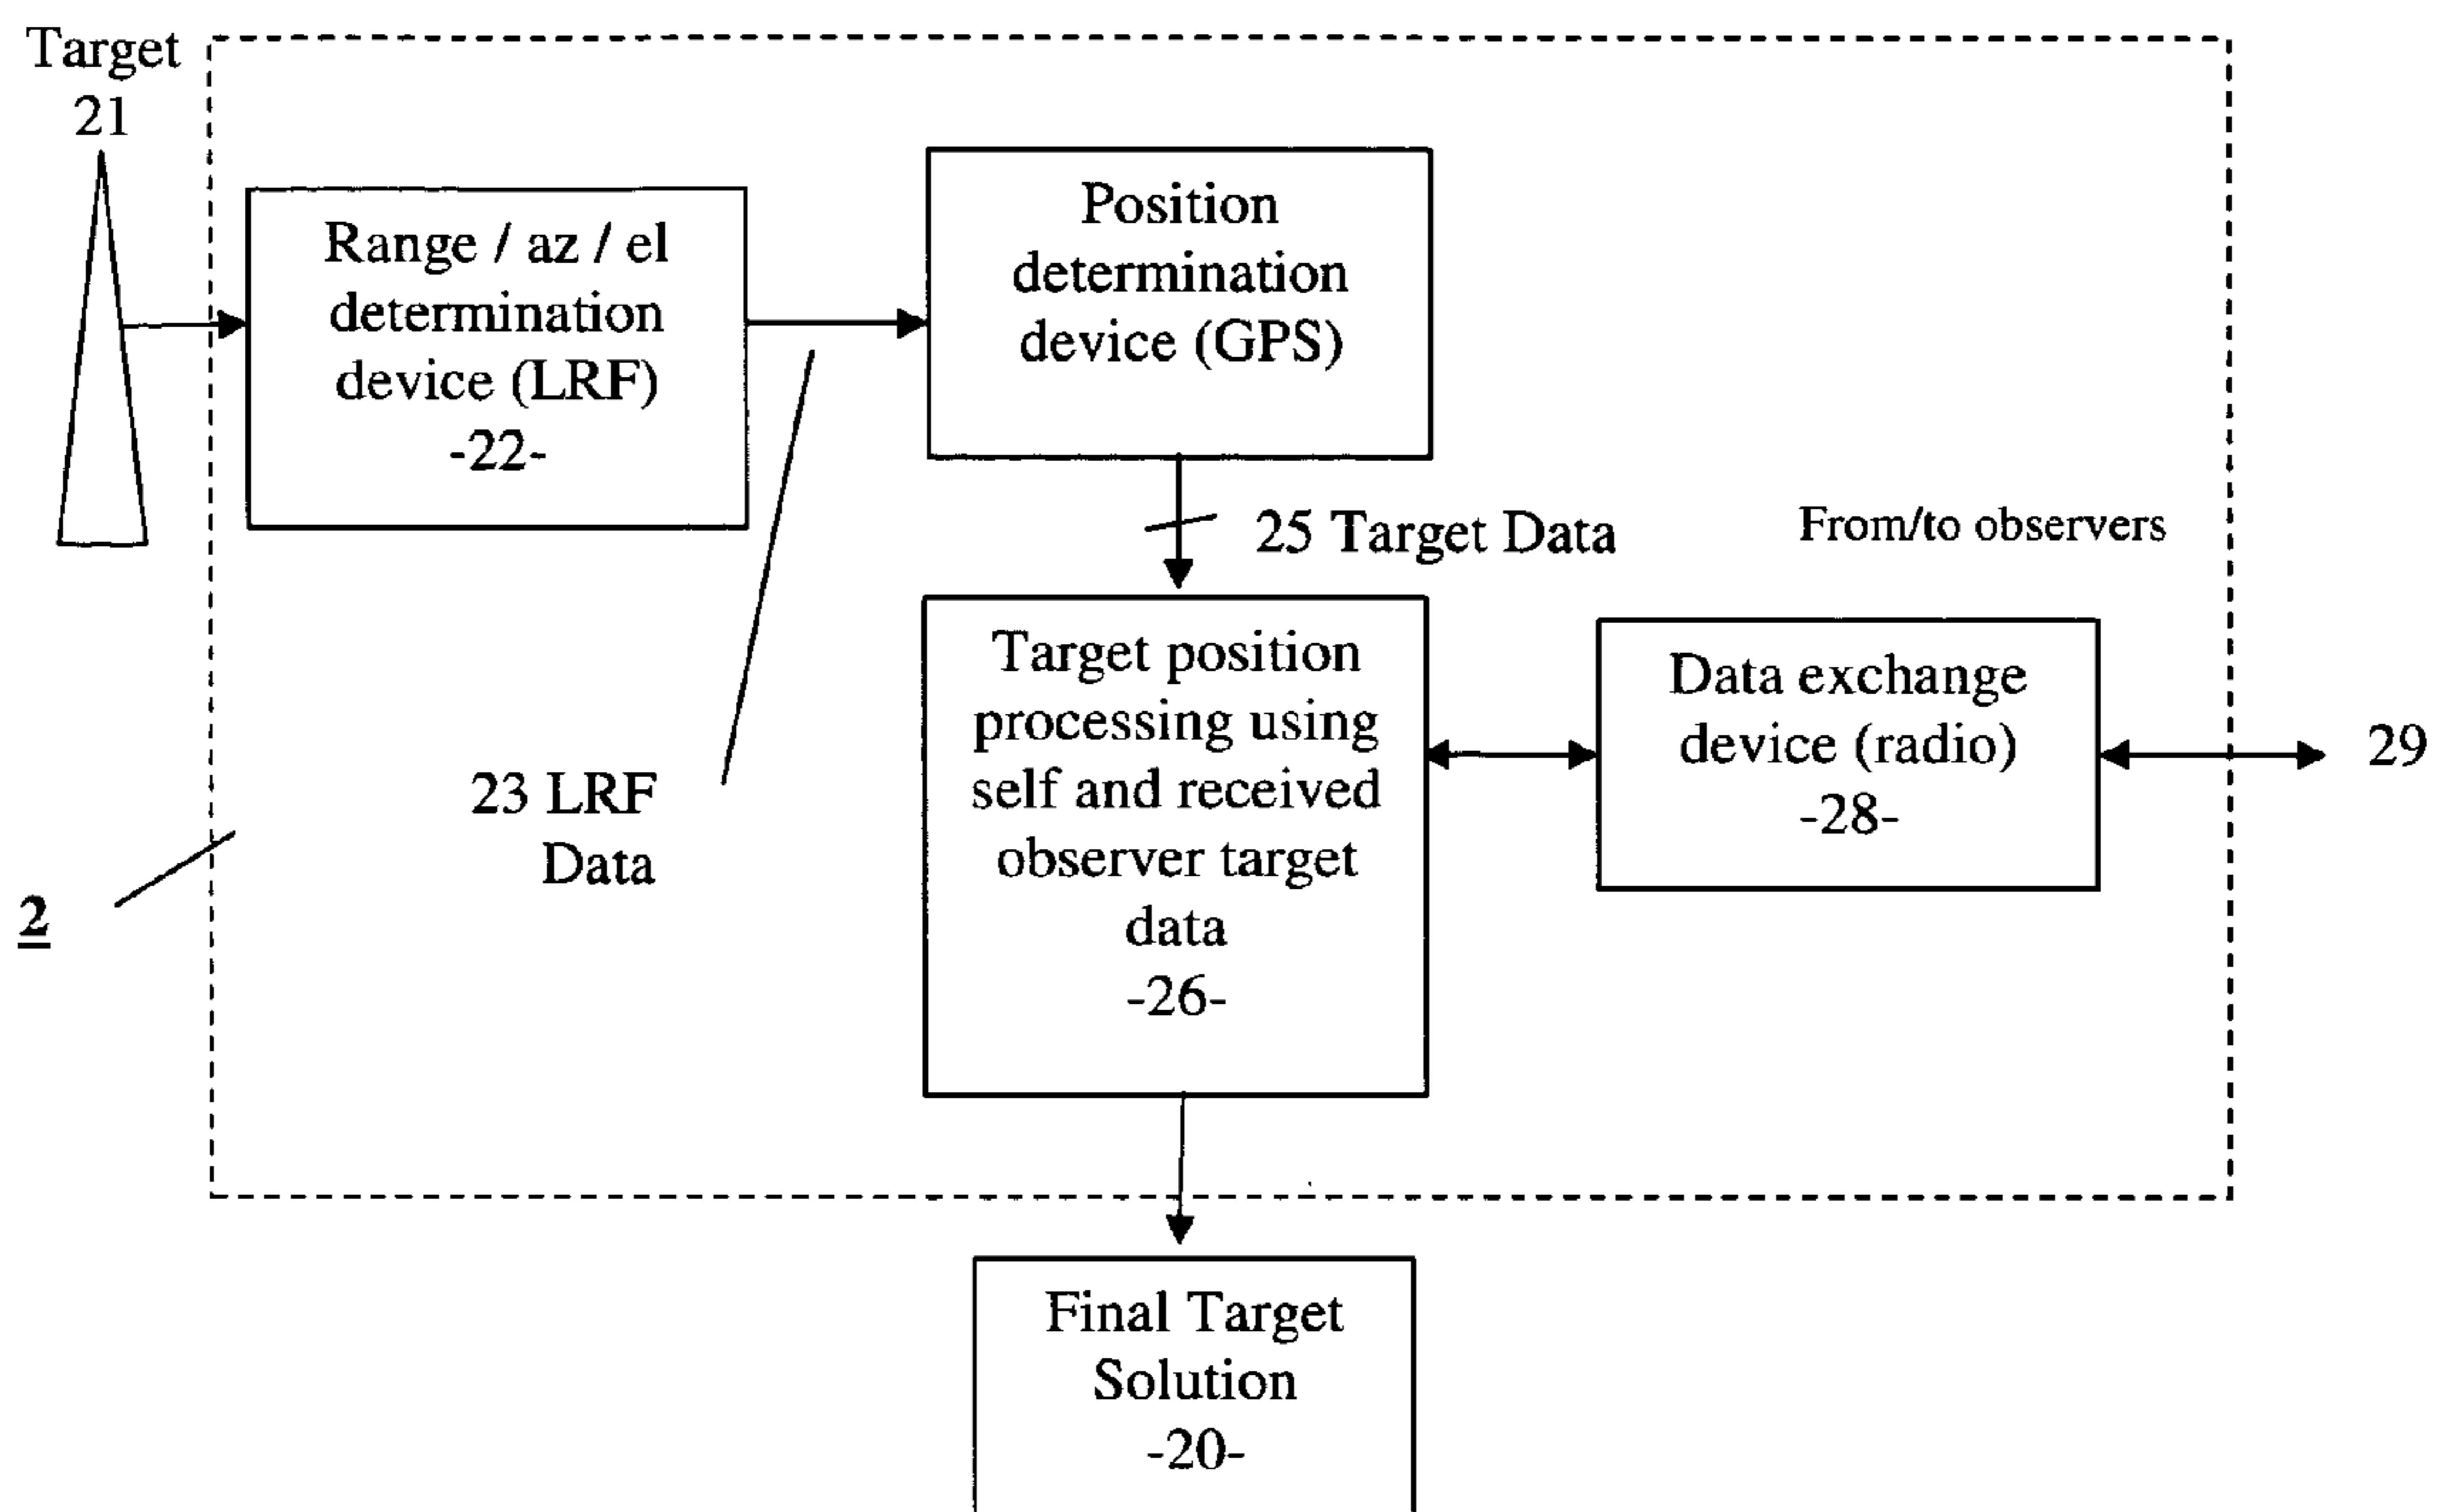 Target
21
Range / az / el
determination
device (LRF)
-22-
Position
determination
device (GPS)
25 Target Data
From/to observers
Target position
processing using
self and received
observer target
data
-26-
Data exchange
device (radio)
-28-
29
23 LRF
Data
2
Final Target
Solution
-20-